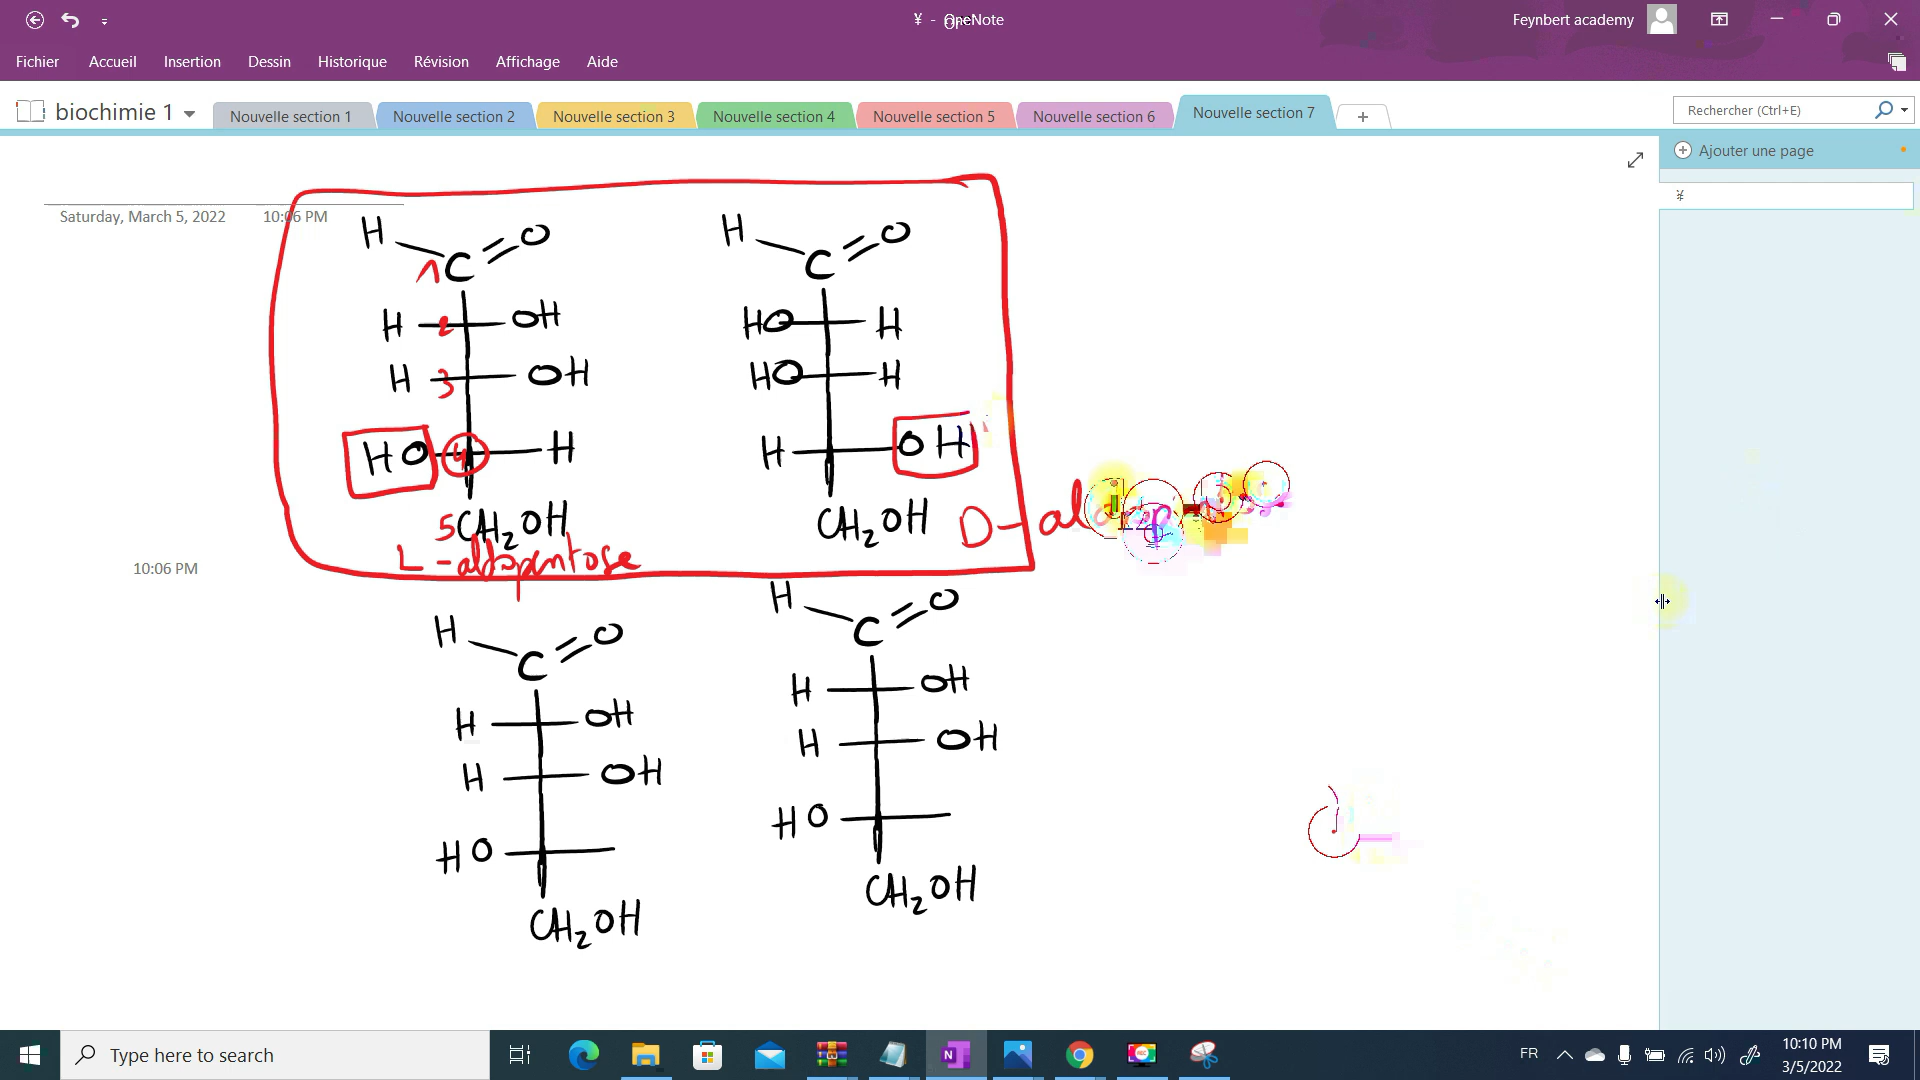 ¥ - OneNote
Feynbert academy
Fichier Accueil Insertion Dessin Historique Révision Affichage Aide
biochimie 1
Nouvelle section 1
Nouvelle section 2
Nouvelle section 3
Nouvelle section 4
Nouvelle section 5
Nouvelle section 6
Nouvelle section 7
Rechercher (Ctrl+E)
Ajouter une page
¥
Saturday, March 5, 2022 10:06 PM
H O H O
1 C C
H 2 OH HO H
H 3 OH HO H
HO 4 H H OH
5 CH2OH CH2OH
L-aldopentose
10:06 PM
H O H O
C C
H OH H OH
H OH H OH
HO HO
CH2OH CH2OH
Type here to search
FR
10:10 PM
3/5/2022